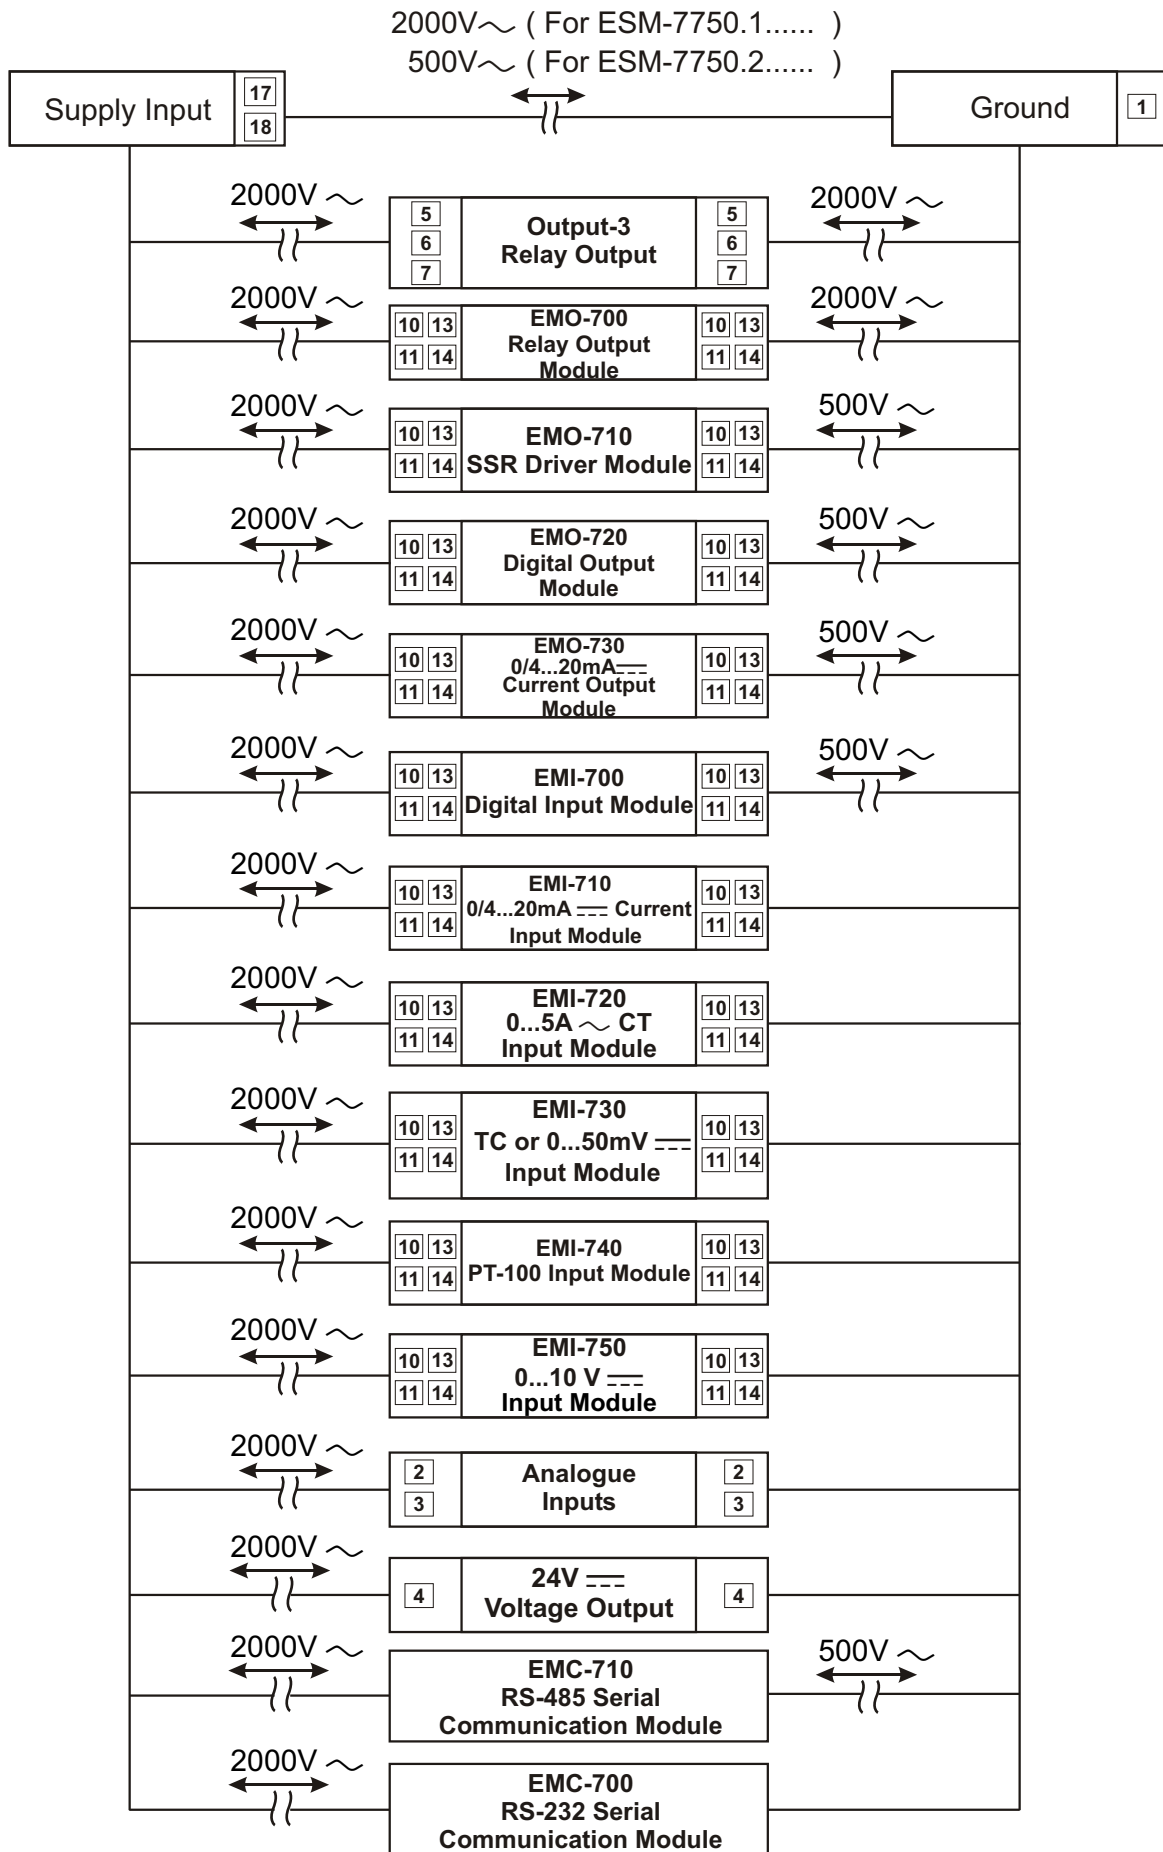 2000V～ ( For ESM-7750.1...... )
500V～ ( For ESM-7750.2...... )
Supply Input
17
18
Ground
1
2000V ～
5
6
7
Output-3
Relay Output
5
6
7
2000V ～
2000V ～
10 13
11 14
EMO-700
Relay Output
Module
10 13
11 14
2000V ～
2000V ～
10 13
11 14
EMO-710
SSR Driver Module
10 13
11 14
500V ～
2000V ～
10 13
11 14
EMO-720
Digital Output
Module
10 13
11 14
500V ～
2000V ～
10 13
11 14
EMO-730
0/4...20mA⎓
Current Output
Module
10 13
11 14
500V ～
2000V ～
10 13
11 14
EMI-700
Digital Input Module
10 13
11 14
500V ～
2000V ～
10 13
11 14
EMI-710
0/4...20mA ⎓ Current
Input Module
10 13
11 14
2000V ～
10 13
11 14
EMI-720
0...5A ～ CT
Input Module
10 13
11 14
2000V ～
10 13
11 14
EMI-730
TC or 0...50mV ⎓
Input Module
10 13
11 14
2000V ～
10 13
11 14
EMI-740
PT-100 Input Module
10 13
11 14
2000V ～
10 13
11 14
EMI-750
0...10 V ⎓
Input Module
10 13
11 14
2000V ～
2
3
Analogue
Inputs
2
3
2000V ～
4
24V ⎓
Voltage Output
4
2000V ～
EMC-710
RS-485 Serial
Communication Module
500V ～
2000V ～
EMC-700
RS-232 Serial
Communication Module